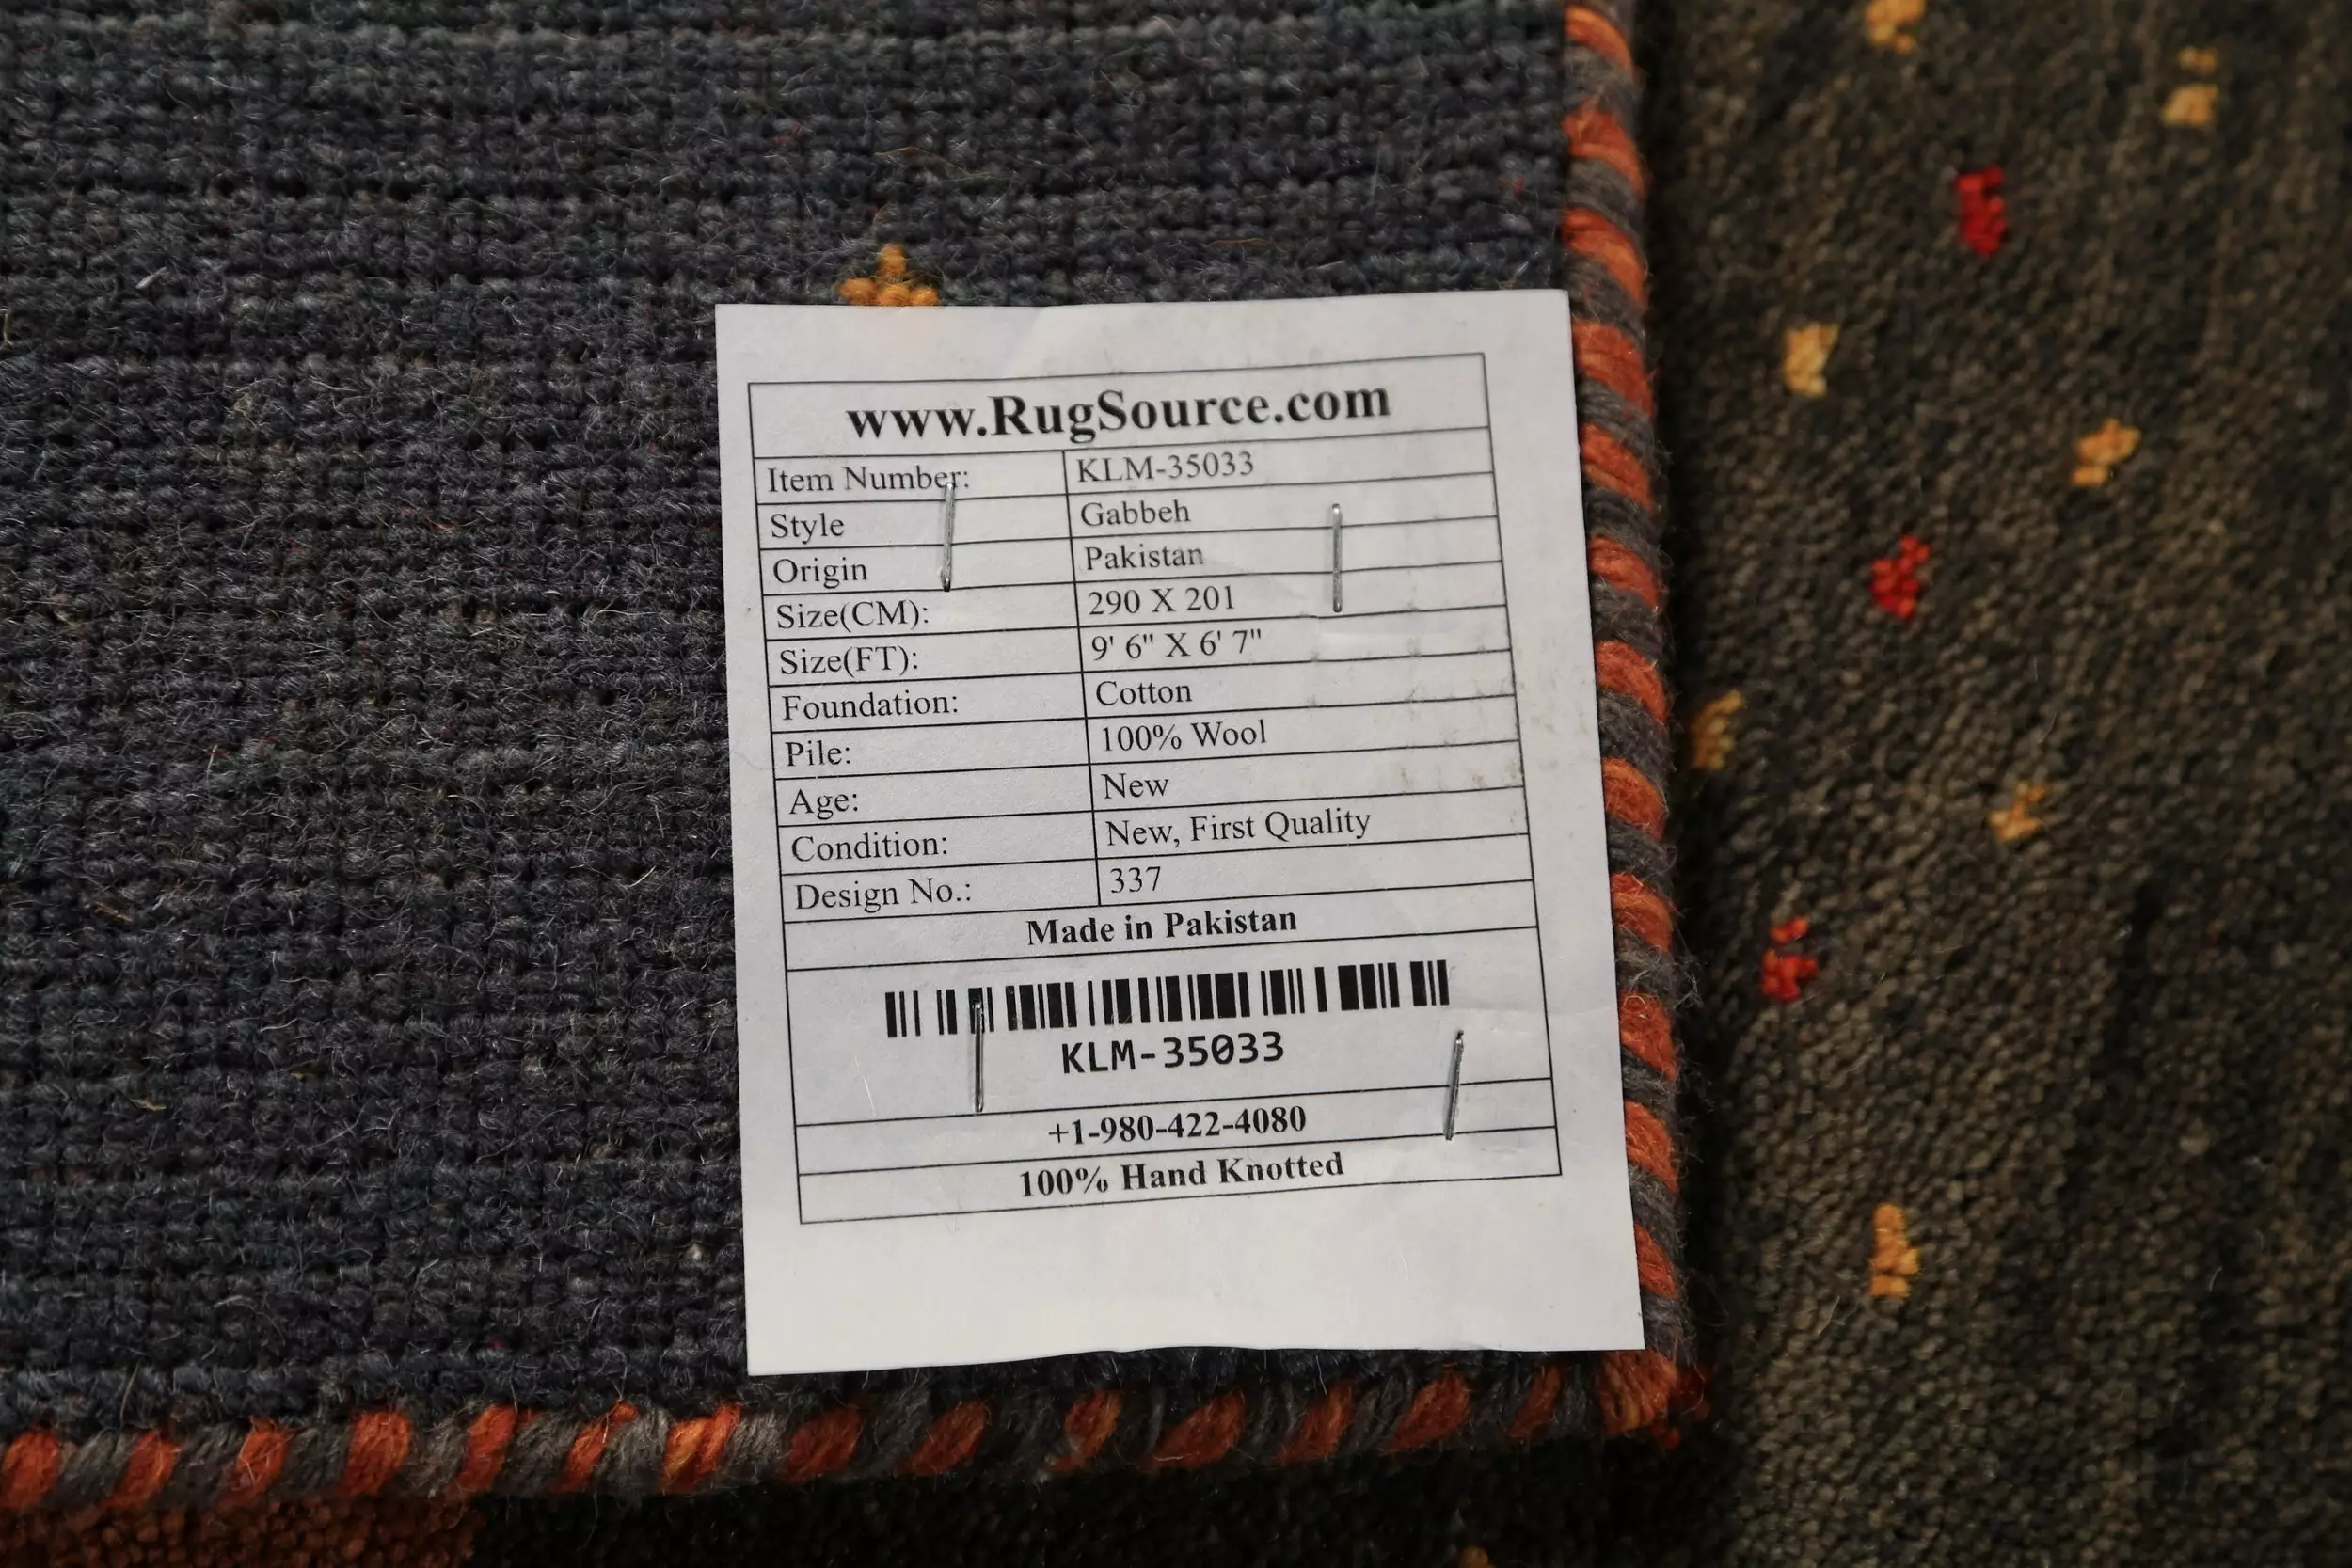 www.RugSource.com
Item Number: KLM-35033
Style Gabbeh
Origin Pakistan
Size(CM): 290 X 201
Size(FT): 9' 6" X 6' 7"
Foundation: Cotton
Pile: 100% Wool
Age: New
Condition: New, First Quality
Design No.: 337
Made in Pakistan
KLM-35033
+1-980-422-4080
100% Hand Knotted